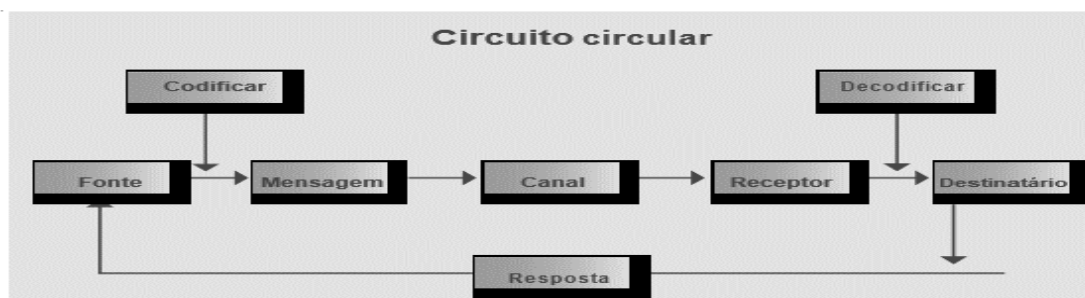 Circuito circular
Codificar
Decodificar
Fonte
Mensagem
Canal
Receptor
Destinatário
Resposta